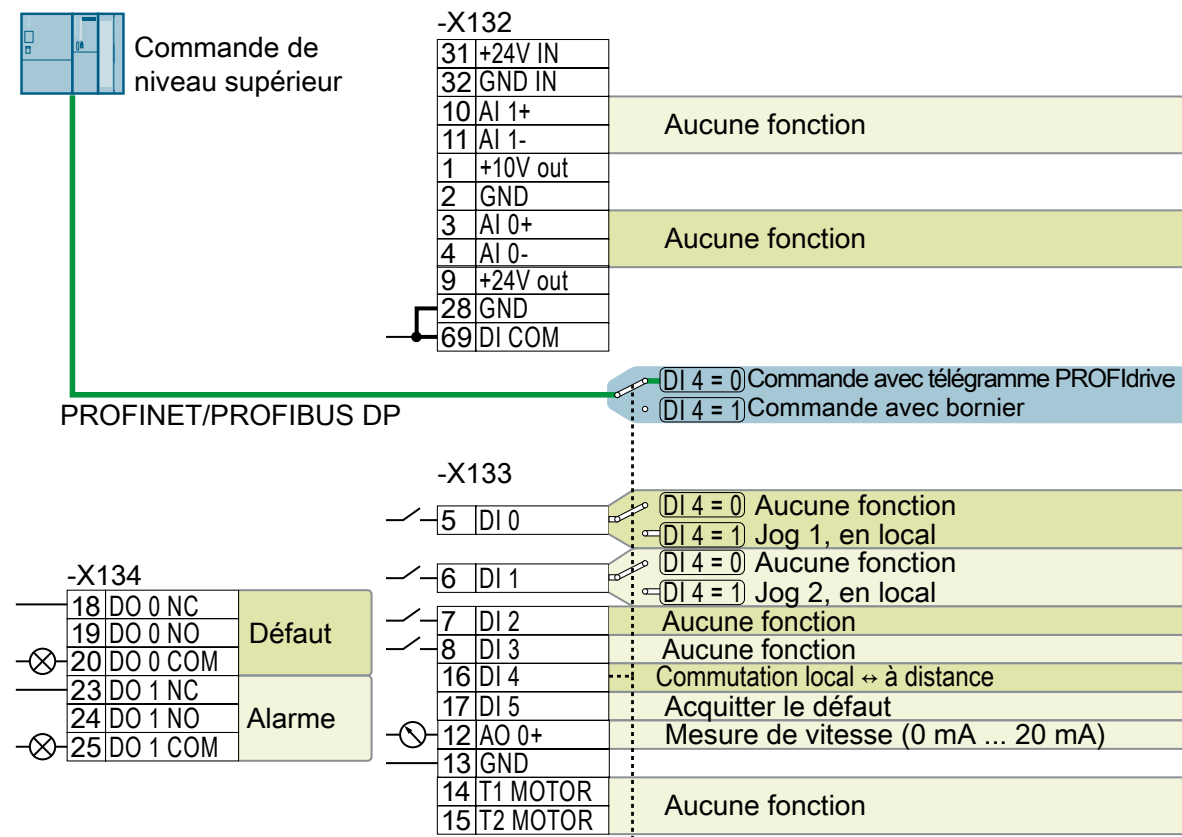 Commande de
niveau supérieur
-X132
31 +24V IN
32 GND IN
10 AI 1+
11 AI 1-
Aucune fonction
1 +10V out
2 GND
3 AI 0+
4 AI 0-
Aucune fonction
9 +24V out
28 GND
69 DI COM
PROFINET/PROFIBUS DP
DI 4 = 0 Commande avec télégramme PROFIdrive
DI 4 = 1 Commande avec bornier
-X133
5 DI 0
DI 4 = 0 Aucune fonction
DI 4 = 1 Jog 1, en local
6 DI 1
DI 4 = 0 Aucune fonction
DI 4 = 1 Jog 2, en local
7 DI 2 Aucune fonction
8 DI 3 Aucune fonction
16 DI 4 Commutation local ↔ à distance
17 DI 5 Acquitter le défaut
12 AO 0+ Mesure de vitesse (0 mA ... 20 mA)
13 GND
14 T1 MOTOR
15 T2 MOTOR
Aucune fonction
-X134
18 DO 0 NC
19 DO 0 NO
20 DO 0 COM
Défaut
23 DO 1 NC
24 DO 1 NO
25 DO 1 COM
Alarme